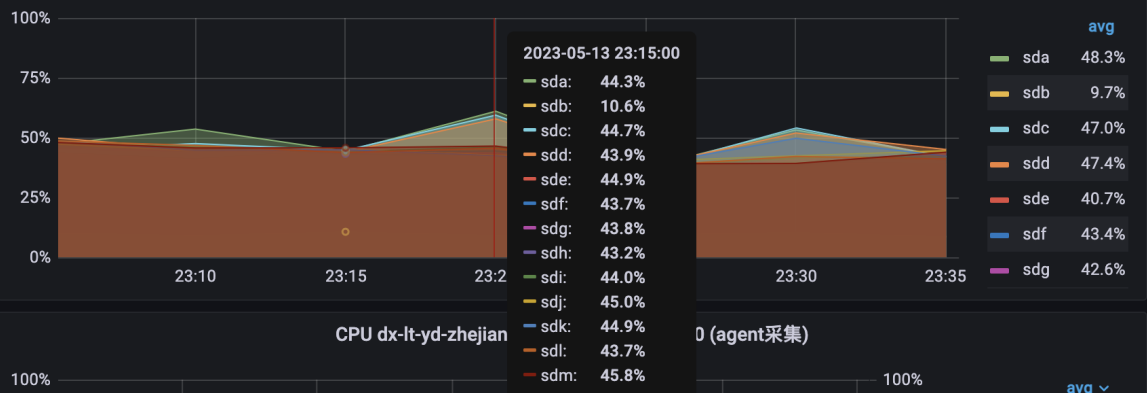 100%
75%
50%
25%
0%
23:10
23:15
23:2
23:30
23:35
2023-05-13 23:15:00
sda: 44.3%
sdb: 10.6%
sdc: 44.7%
sdd: 43.9%
sde: 44.9%
sdf: 43.7%
sdg: 43.8%
sdh: 43.2%
sdi: 44.0%
sdj: 45.0%
sdk: 44.9%
sdl: 43.7%
sdm: 45.8%
avg
sda 48.3%
sdb 9.7%
sdc 47.0%
sdd 47.4%
sde 40.7%
sdf 43.4%
sdg 42.6%
CPU dx-lt-yd-zhejian
0 (agent采集)
100%
100%
avg